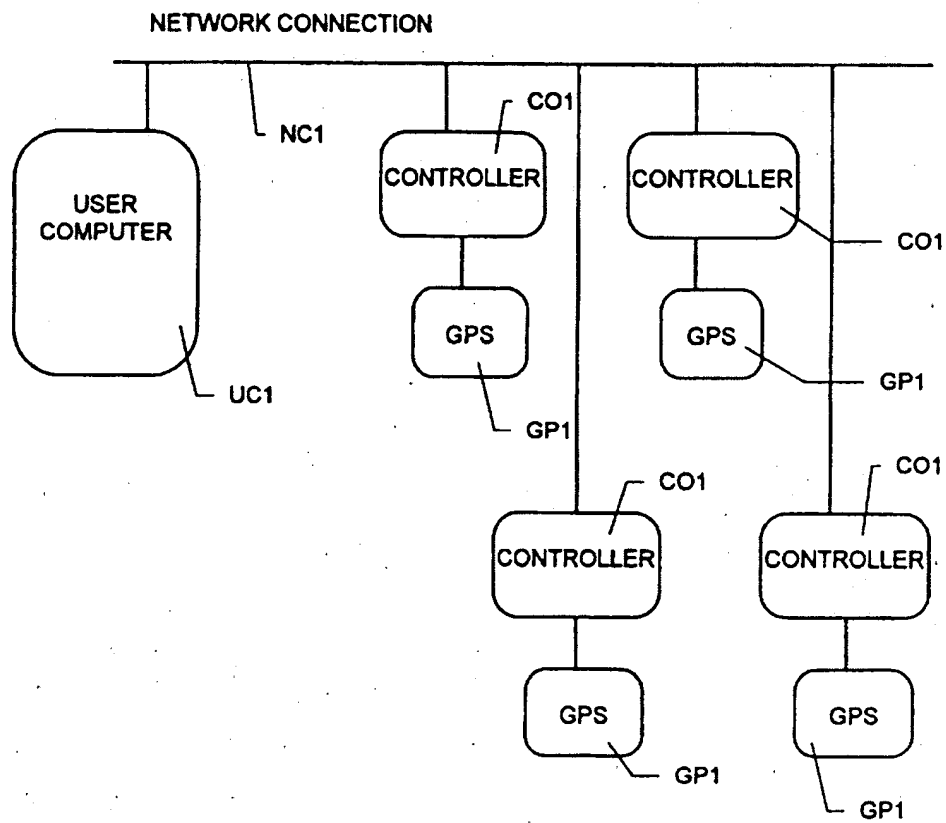 NETWORK CONNECTION
NC1
CO1
USER
COMPUTER
CONTROLLER
CONTROLLER
CO1
GPS
GPS
UC1
GP1
GP1
CO1
CO1
CONTROLLER
CONTROLLER
GPS
GPS
GP1
GP1